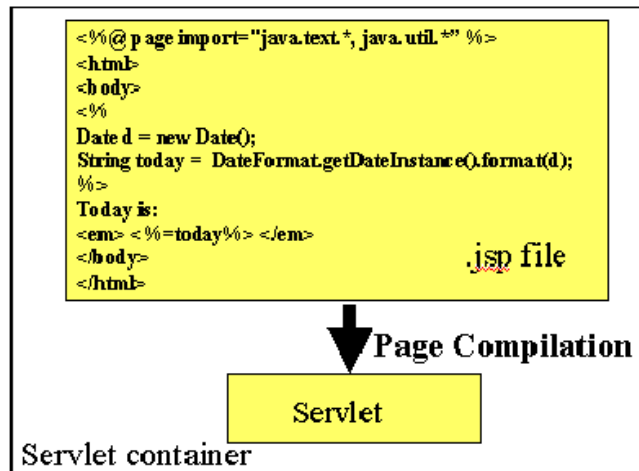 <%@ page import="java.text.*, java.util.*” %>
<html>
<body>
<%
Date d = new Date();
String today = DateFormat.getDateInstance().format(d);
%>
Today is:
<em> <%=today%> </em>
</body>
</html>
.jsp file
Page Compilation
Servlet
Servlet container